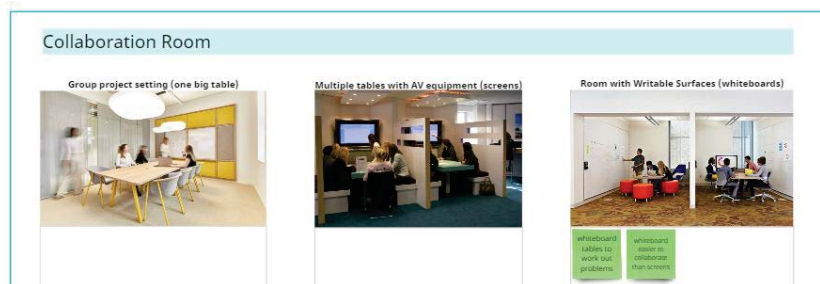 Collaboration Room
Group project setting (one big table)
Multiple tables with AV equipment (screens)
Room with Writable Surfaces (whiteboards)
whiteboard
tables to
work out
problems
whiteboard
easier to
collaborate
than screens